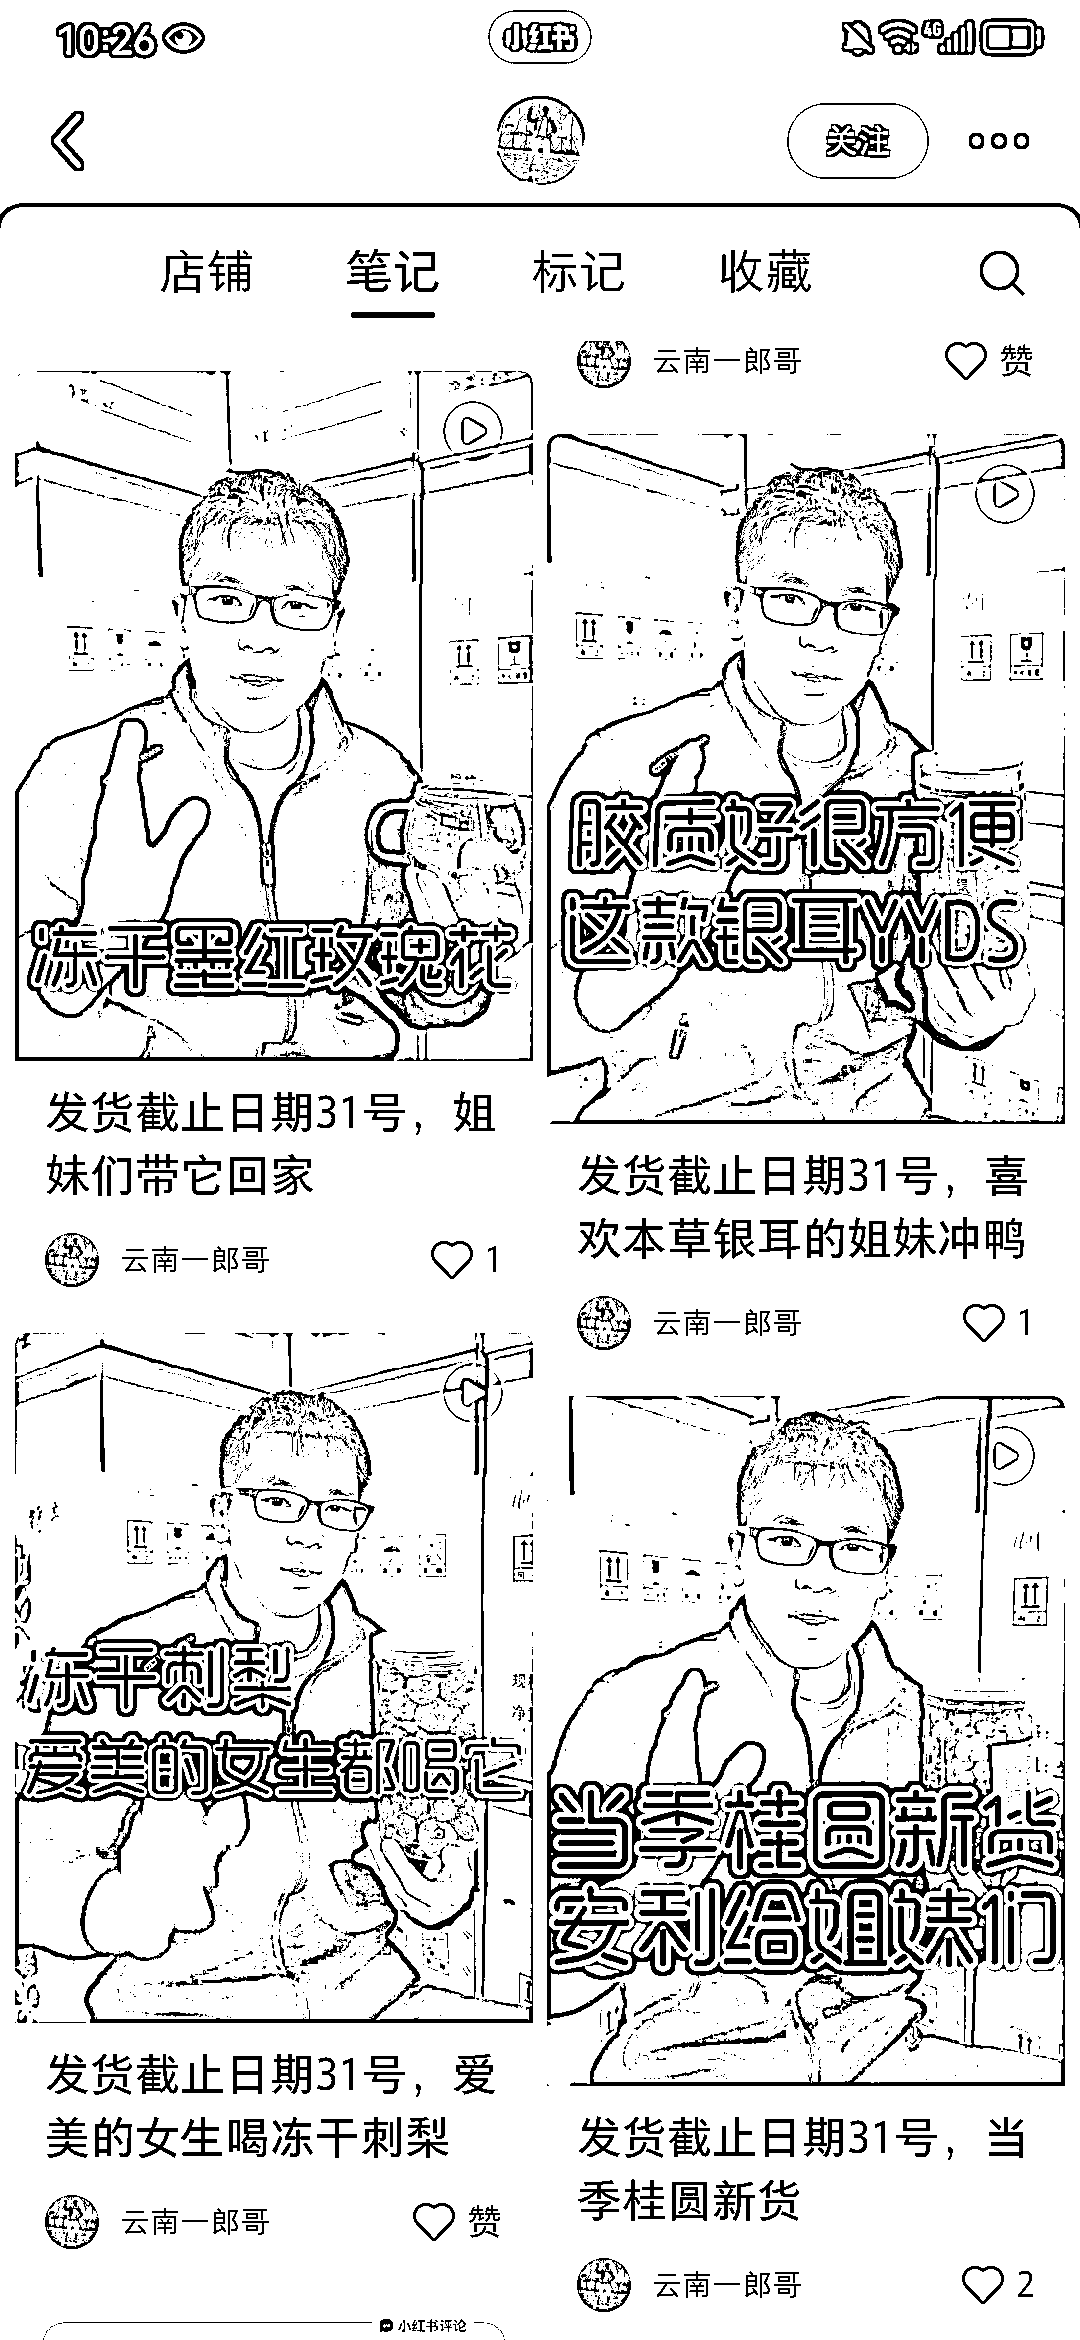 10:26
小红书
4G
关注
店铺
笔记
标记
收藏
云南一郎哥
赞
冻干墨红玫瑰花
发货截止日期31号，姐
妹们带它回家
云南一郎哥
1
胶质好很方便
这款银耳YYDS
发货截止日期31号，喜
欢本草银耳的姐妹冲鸭
云南一郎哥
1
冻干刺梨
爱美的女生都喝它
发货截止日期31号，爱
美的女生喝冻干刺梨
云南一郎哥
赞
当季桂圆新货
安利给姐妹们
发货截止日期31号，当
季桂圆新货
云南一郎哥
2
小红书评论